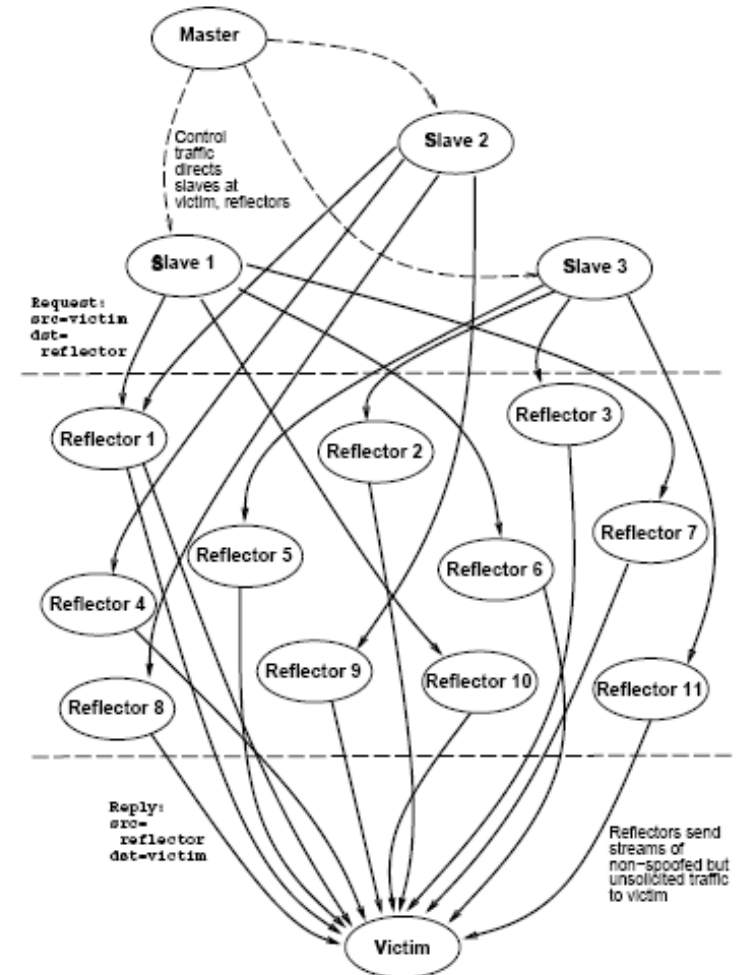 Master
Slave 2
Control
traffic
directs
slaves at
victim, reflectors
Slave 1
Slave 3
Request:
src=victim
dst=
reflector
Reflector 1
Reflector 2
Reflector 3
Reflector 4
Reflector 5
Reflector 6
Reflector 7
Reflector 8
Reflector 9
Reflector 10
Reflector 11
Reply:
src=
reflector
dst=victim
Reflectors send
streams of
non-spoofed but
unsolicited traffic
to victim
Victim